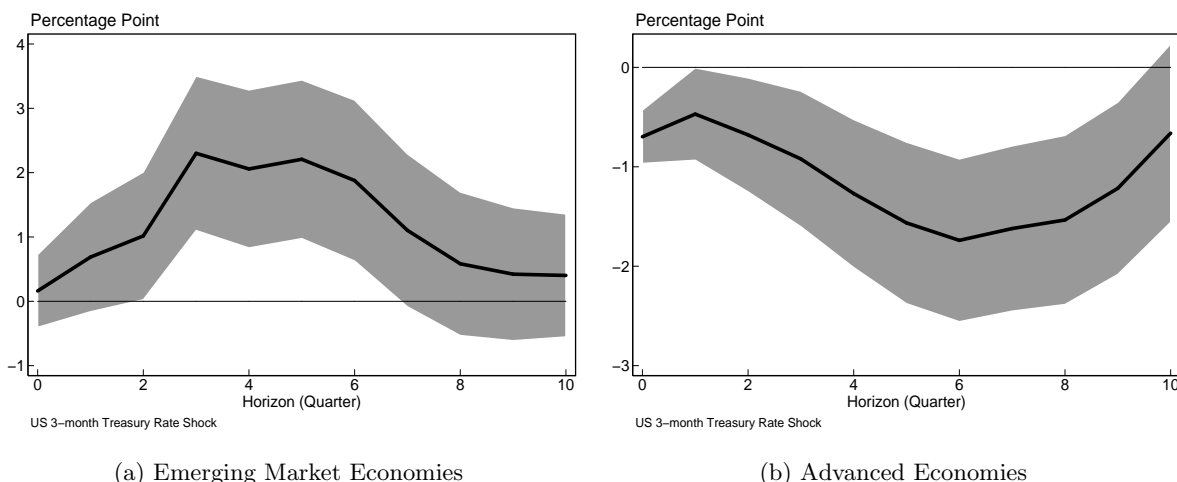 Percentage Point
4
3
2
1
0
−1
0 2 4 6 8 10
Horizon (Quarter)
US 3−month Treasury Rate Shock
(a) Emerging Market Economies
Percentage Point
0
−1
−2
−3
0 2 4 6 8 10
Horizon (Quarter)
US 3−month Treasury Rate Shock
(b) Advanced Economies